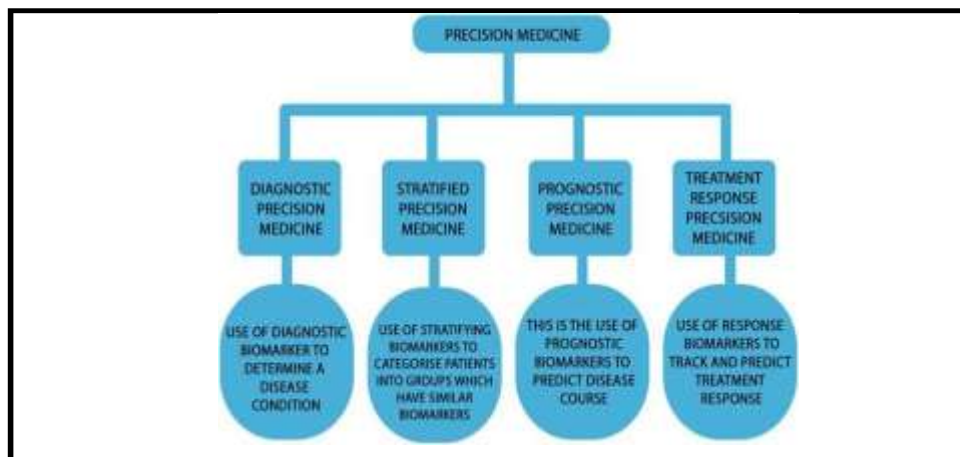 PRECISION MEDICINE
DIAGNOSTIC
PRECISION
MEDICINE
STRATIFIED
PRECISION
MEDICINE
PROGNOSTIC
PRECISION
MEDICINE
TREATMENT
RESPONSE
PRECSISION
MEDICINE
USE OF DIAGNOSTIC
BIOMARKER TO
DETERMINE A
DISEASE
CONDITION
USE OF STRATIFYING
BIOMARKERS TO
CATEGORISE PATIENTS
INTO GROUPS WHICH
HAVE SIMILAR
BIOMARKERS
THIS IS THE USE OF
PROGNOSTIC
BIOMARKERS TO
PREDICT DISEASE
COURSE
USE OF RESPONSE
BIOMARKERS TO
TRACK AND PREDICT
TREATMENT
RESPONSE